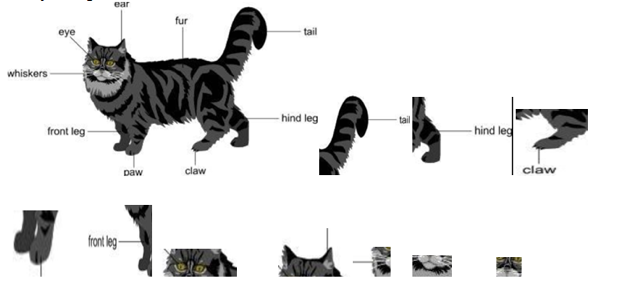 ear
fur
eye
tail
whiskers
hind leg
front leg
paw
claw
tail
hind leg
claw
front leg